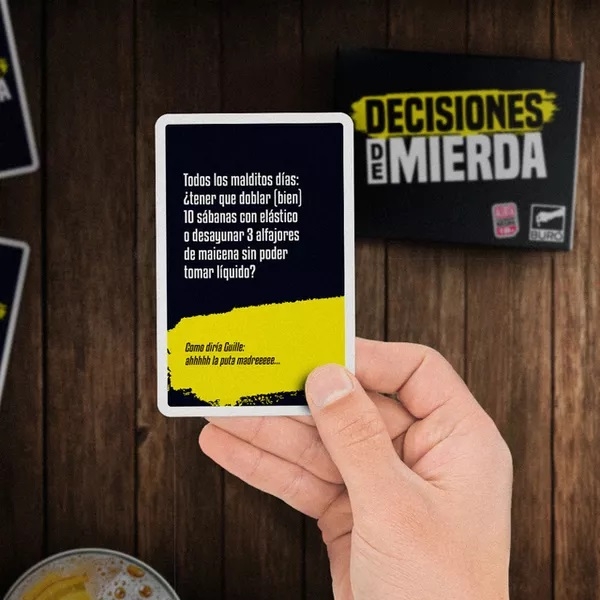 DECISIONES
DE MIERDA
BURÓ
Todos los malditos días:
¿tener que doblar (bien)
10 sábanas con elástico
o desayunar 3 alfajores
de maicena sin poder
tomar líquido?
Como diría Guille:
ahhhhh la puta madreeeee...
DA